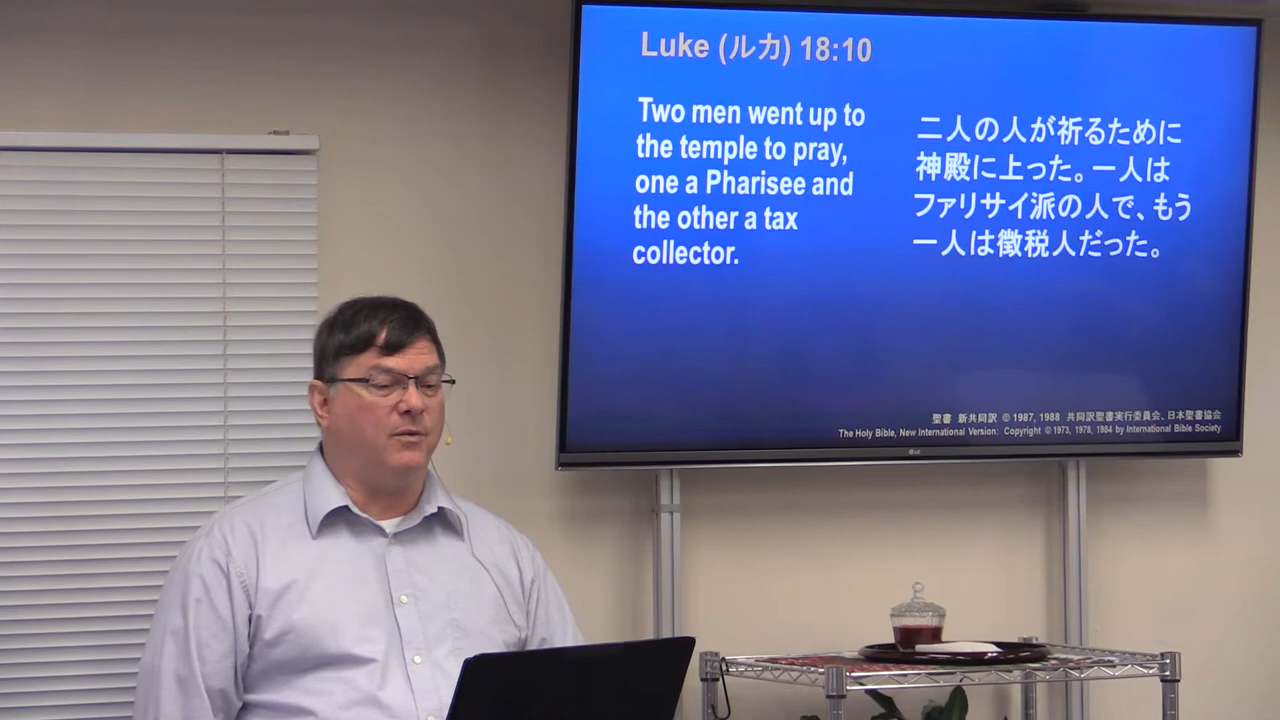 Luke (ルカ) 18:10
Two men went up to
the temple to pray,
one a Pharisee and
the other a tax
collector.
二人の人が祈るために
神殿に上った。一人は
ファリサイ派の人で、もう
一人は徴税人だった。
聖書 新共同訳 © 1987, 1988 共同訳聖書実行委員会、日本聖書協会
The Holy Bible, New International Version: Copyright © 1973, 1978, 1984 by International Bible Society
LG